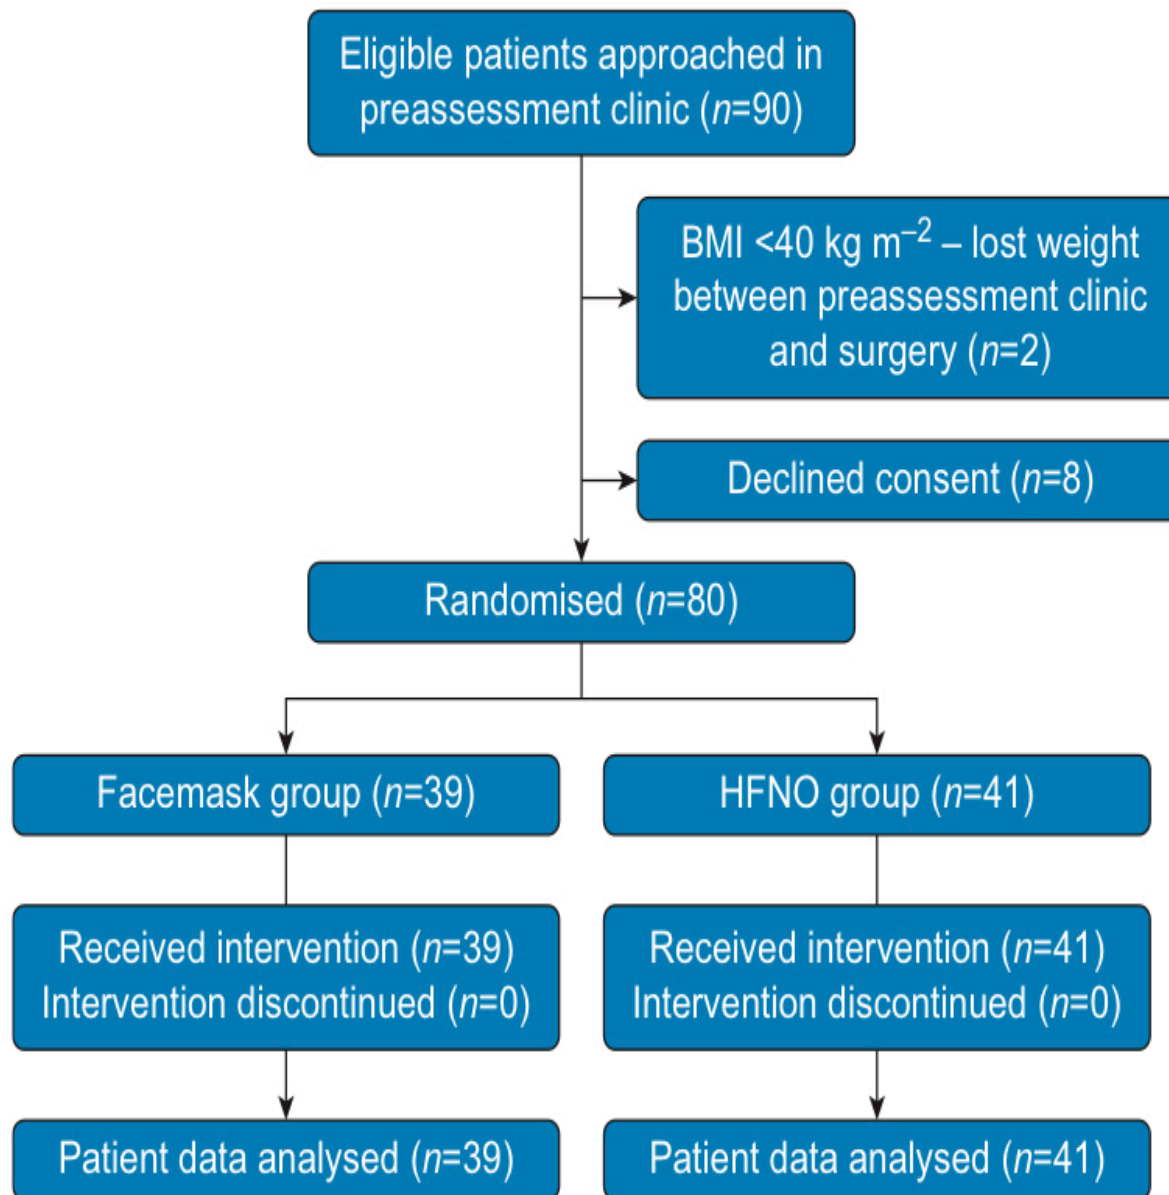 Eligible patients approached in
preassessment clinic (n=90)
BMI <40 kg m⁻² – lost weight
between preassessment clinic
and surgery (n=2)
Declined consent (n=8)
Randomised (n=80)
Facemask group (n=39)
HFNO group (n=41)
Received intervention (n=39)
Intervention discontinued (n=0)
Received intervention (n=41)
Intervention discontinued (n=0)
Patient data analysed (n=39)
Patient data analysed (n=41)